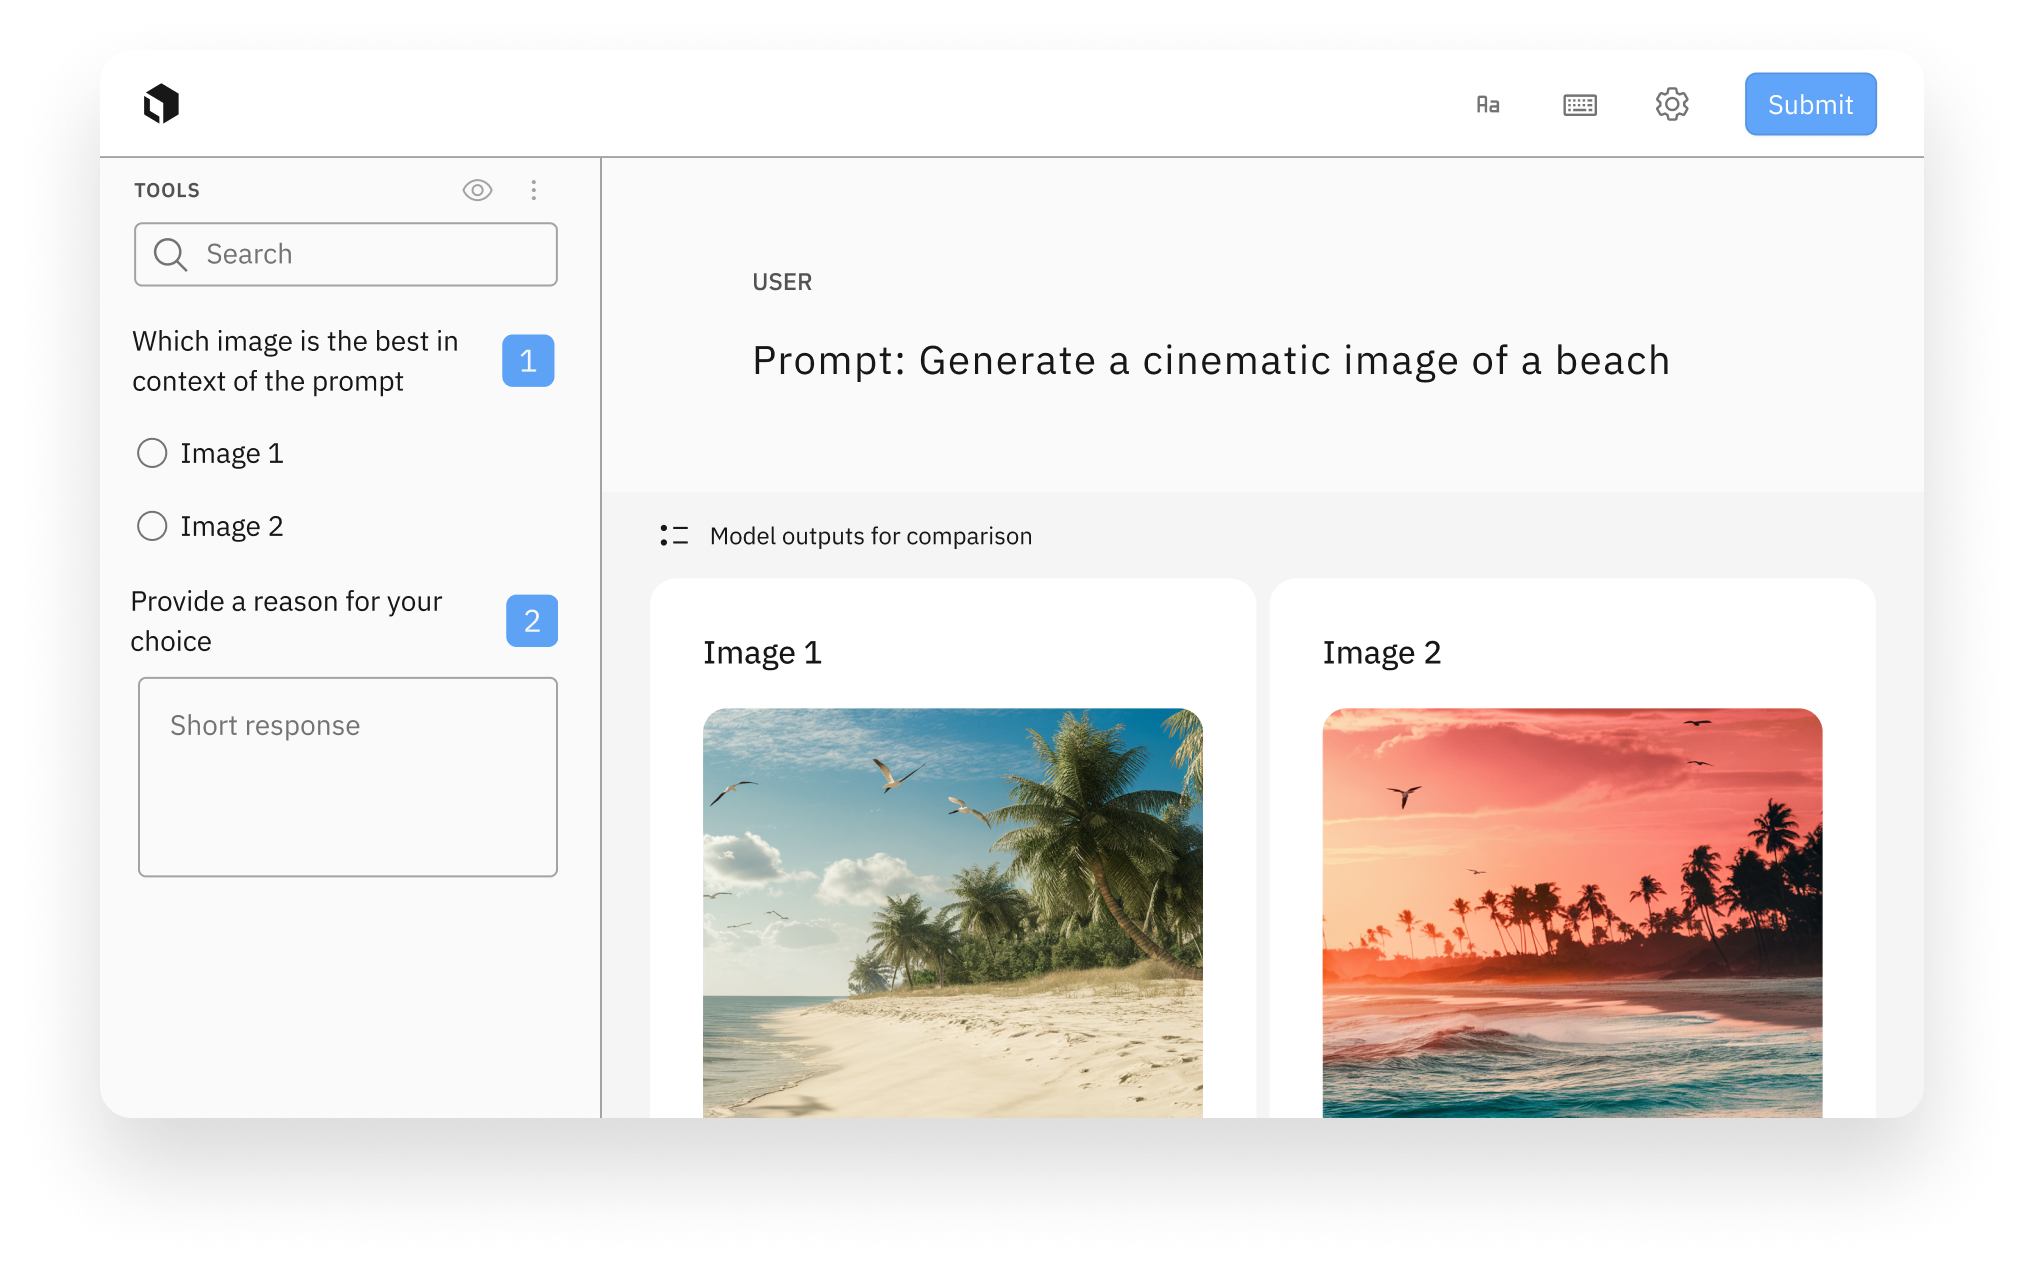 Aa
Submit
TOOLS
Search
Which image is the best in
context of the prompt
1
Image 1
Image 2
Provide a reason for your
choice
2
Short response
USER
Prompt: Generate a cinematic image of a beach
Model outputs for comparison
Image 1
Image 2